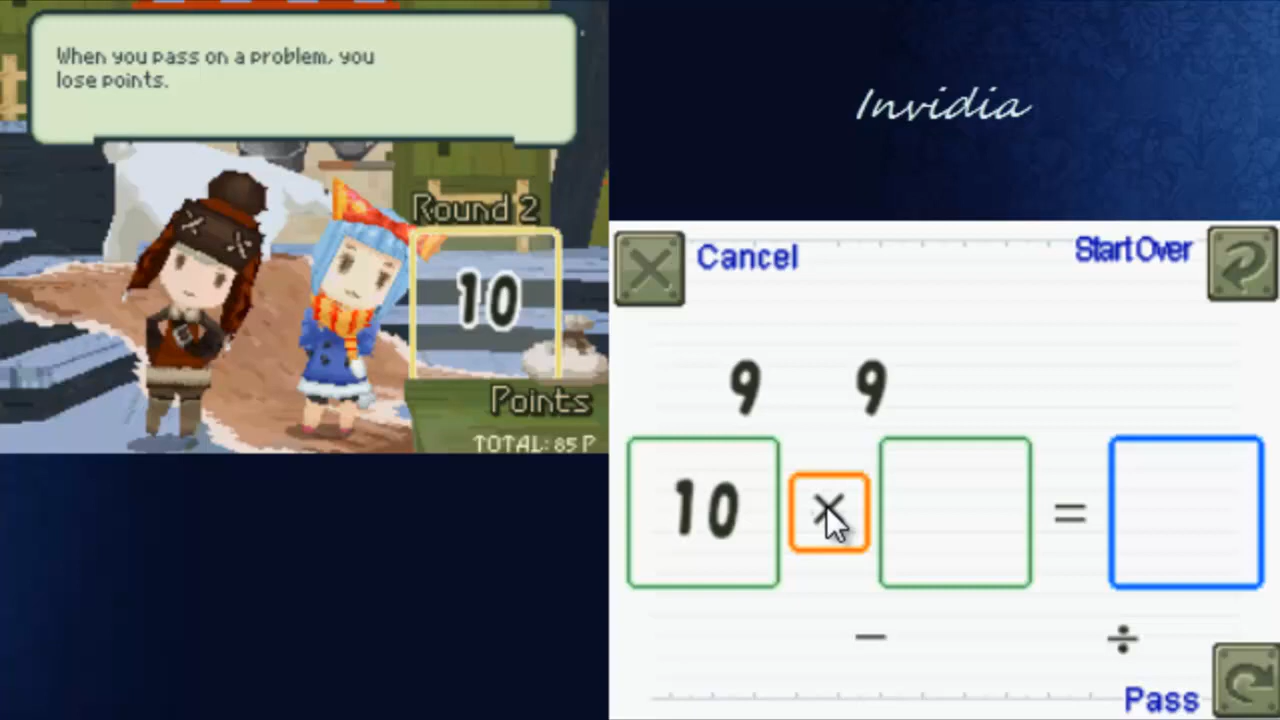 When you pass on a problem, you
lose points.
Round 2
10
Points
TOTAL: 85 P
Invidia
Cancel
Start Over
9 9
10 × =
− ÷
Pass